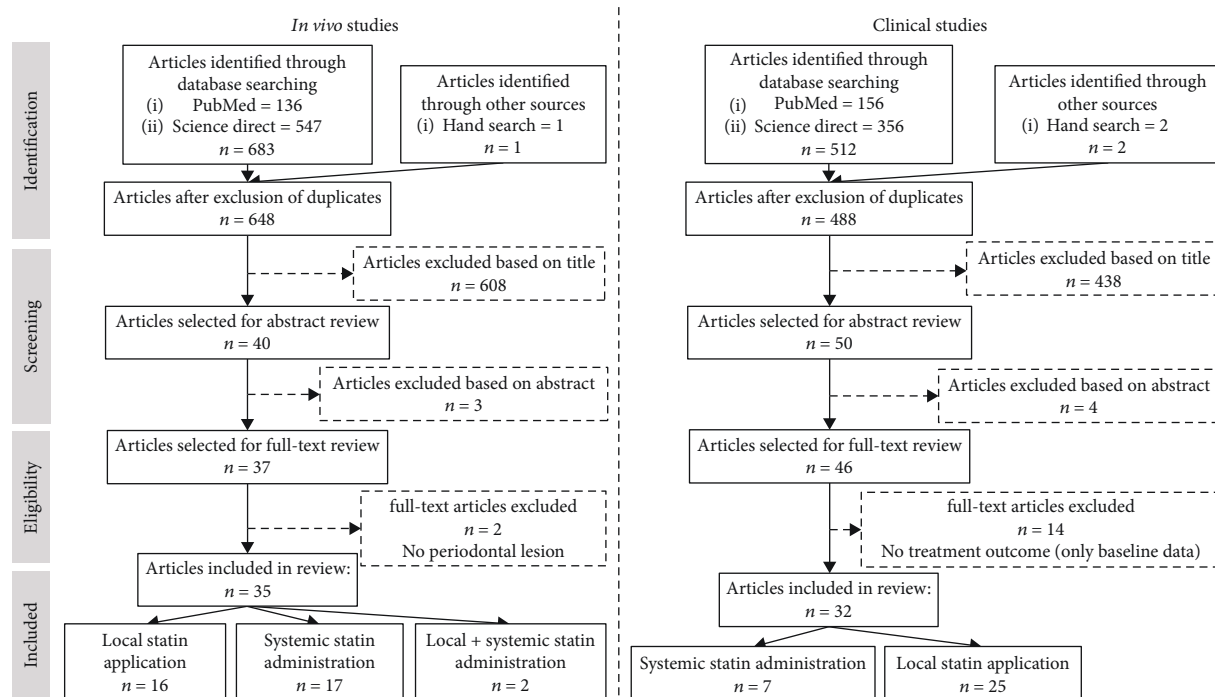 In vivo studies
Clinical studies
Identification
Articles identified through
database searching
(i) PubMed = 136
(ii) Science direct = 547
n = 683
Articles identified
through other sources
(i) Hand search = 1
n = 1
Articles identified through
database searching
(i) PubMed = 156
(ii) Science direct = 356
n = 512
Articles identified through
other sources
(i) Hand search = 2
n = 2
Articles after exclusion of duplicates
n = 648
Articles after exclusion of duplicates
n = 488
Screening
Articles excluded based on title
n = 608
Articles excluded based on title
n = 438
Articles selected for abstract review
n = 40
Articles selected for abstract review
n = 50
Articles excluded based on abstract
n = 3
Articles excluded based on abstract
n = 4
Eligibility
Articles selected for full-text review
n = 37
Articles selected for full-text review
n = 46
full-text articles excluded
n = 2
No periodontal lesion
full-text articles excluded
n = 14
No treatment outcome (only baseline data)
Included
Articles included in review:
n = 35
Articles included in review:
n = 32
Local statin
application
n = 16
Systemic statin
administration
n = 17
Local + systemic statin
administration
n = 2
Systemic statin administration
n = 7
Local statin application
n = 25